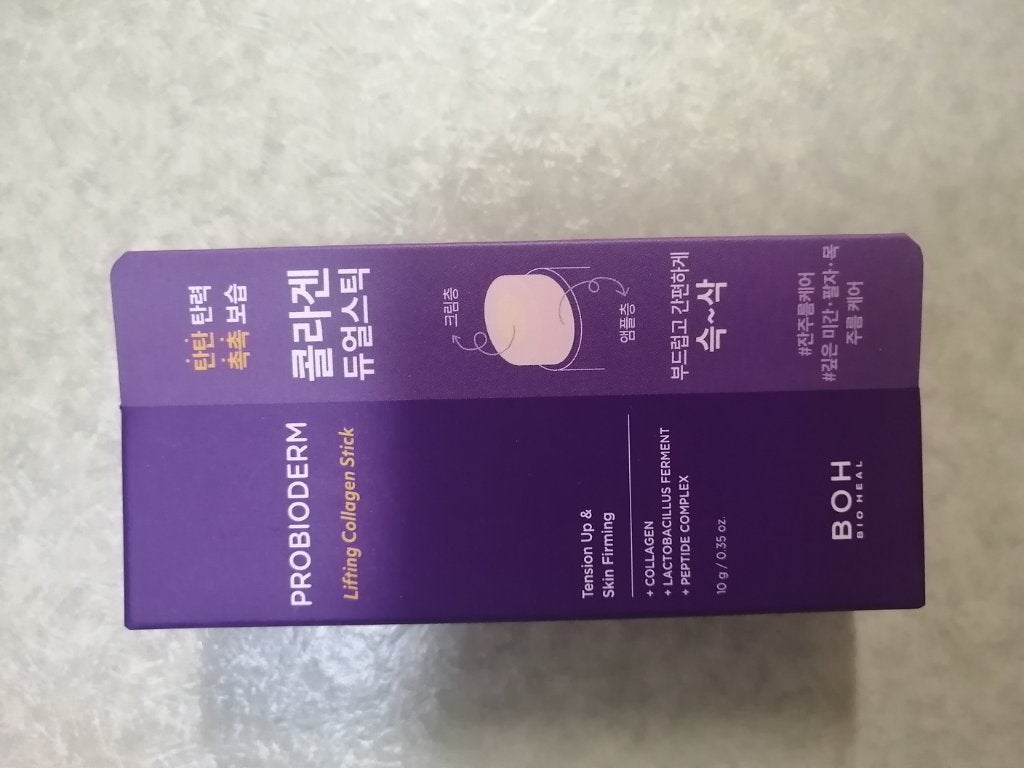 PROBIODERM
Lifting Collagen Stick
Tension Up &
Skin Firming
+ COLLAGEN
+ LACTOBACILLUS FERMENT
+ PEPTIDE COMPLEX
10 g / 0.35 oz.
BOH
BIO HEAL
탄탄 탄력
촉촉 보습
콜라겐
듀얼스틱
크림층
앰플층
부드럽고 간편하게
슥~삭
#잔주름케어
#깊은 미간·팔자·목
주름 케어